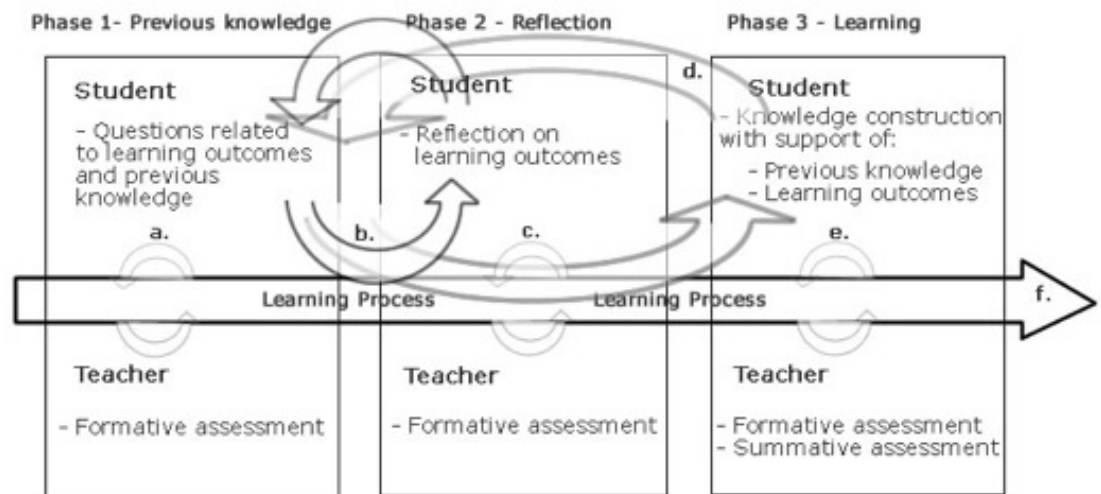 Phase 1- Previous knowledge
Phase 2 - Reflection
Phase 3 - Learning
Student
- Questions related
to learning outcomes
and previous
knowledge
a.
b.
Student
- Reflection on
learning outcomes
c.
d.
Student
- Knowledge construction
with support of:
- Previous knowledge
- Learning outcomes
e.
Learning Process
Learning Process
f.
Teacher
- Formative assessment
Teacher
- Formative assessment
Teacher
- Formative assessment
- Summative assessment